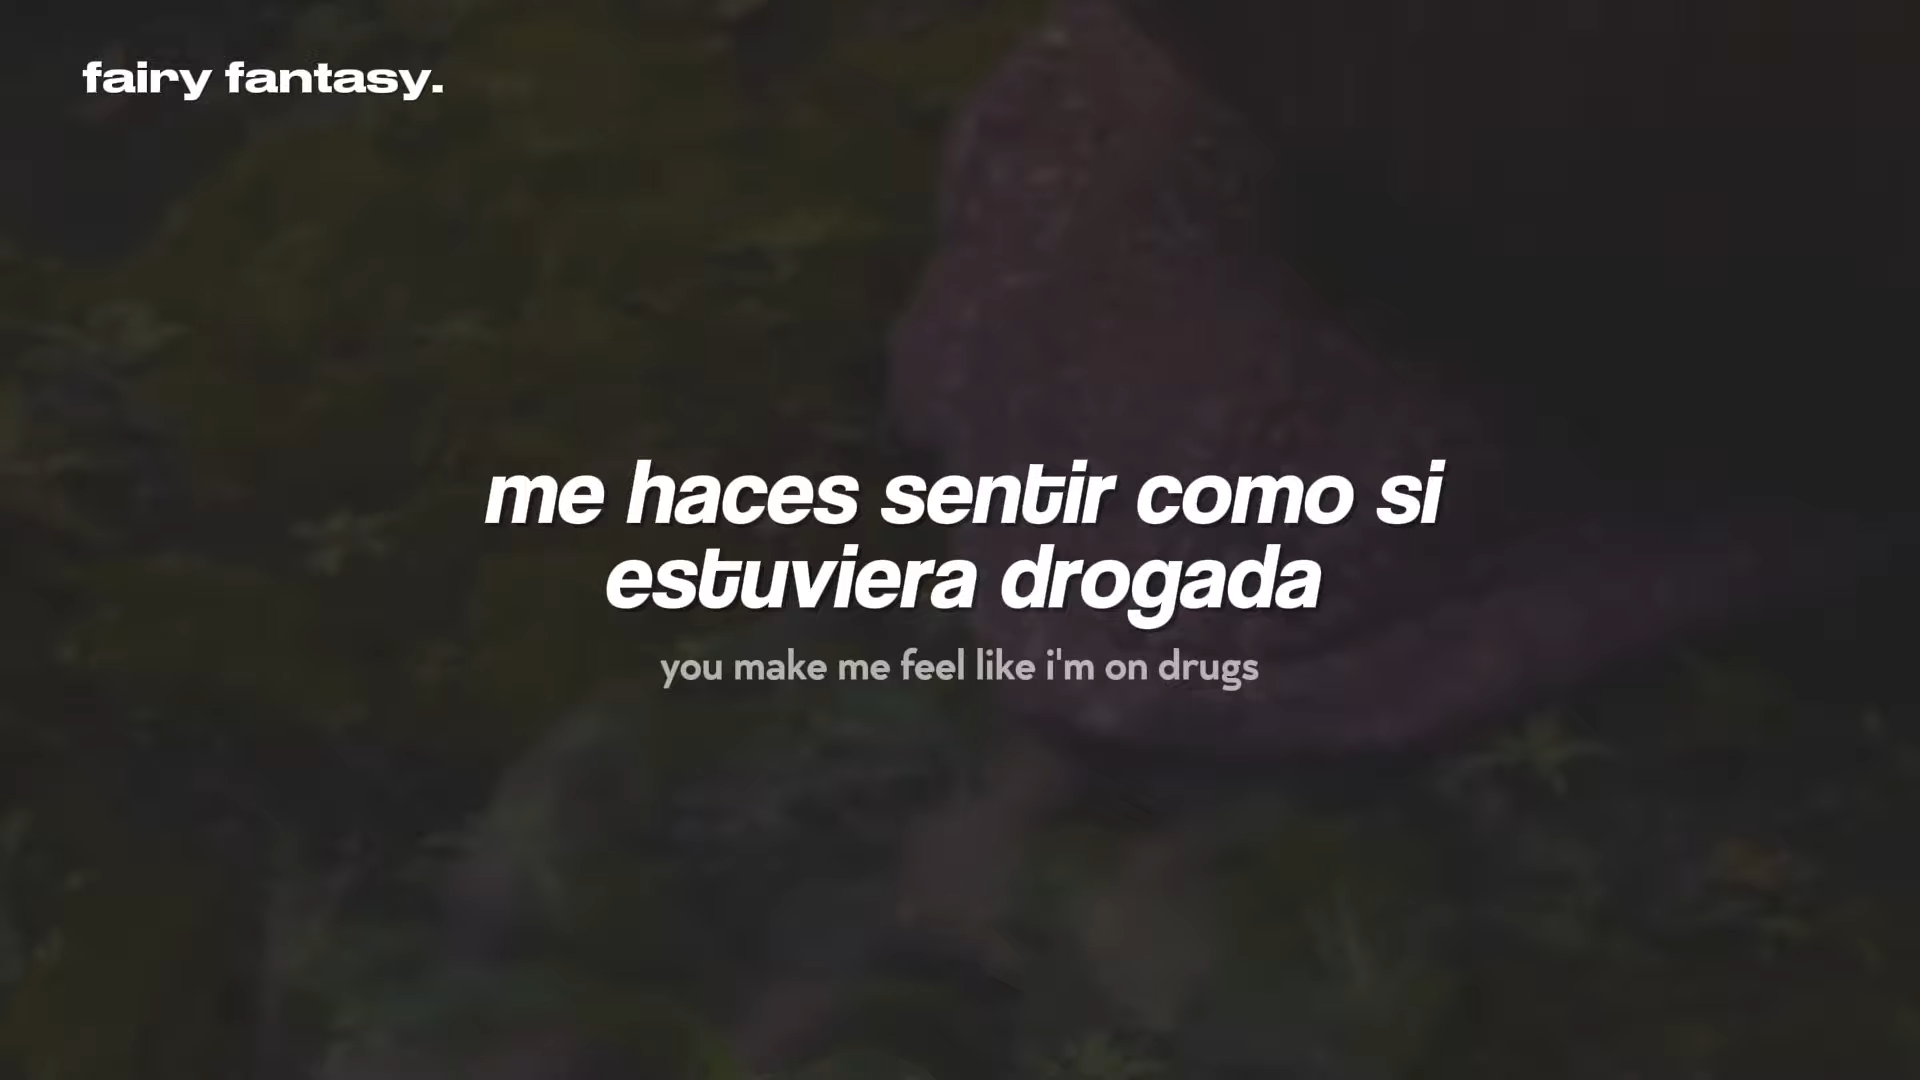 fairy fantasy.
me haces sentir como si
estuviera drogada
you make me feel like i'm on drugs